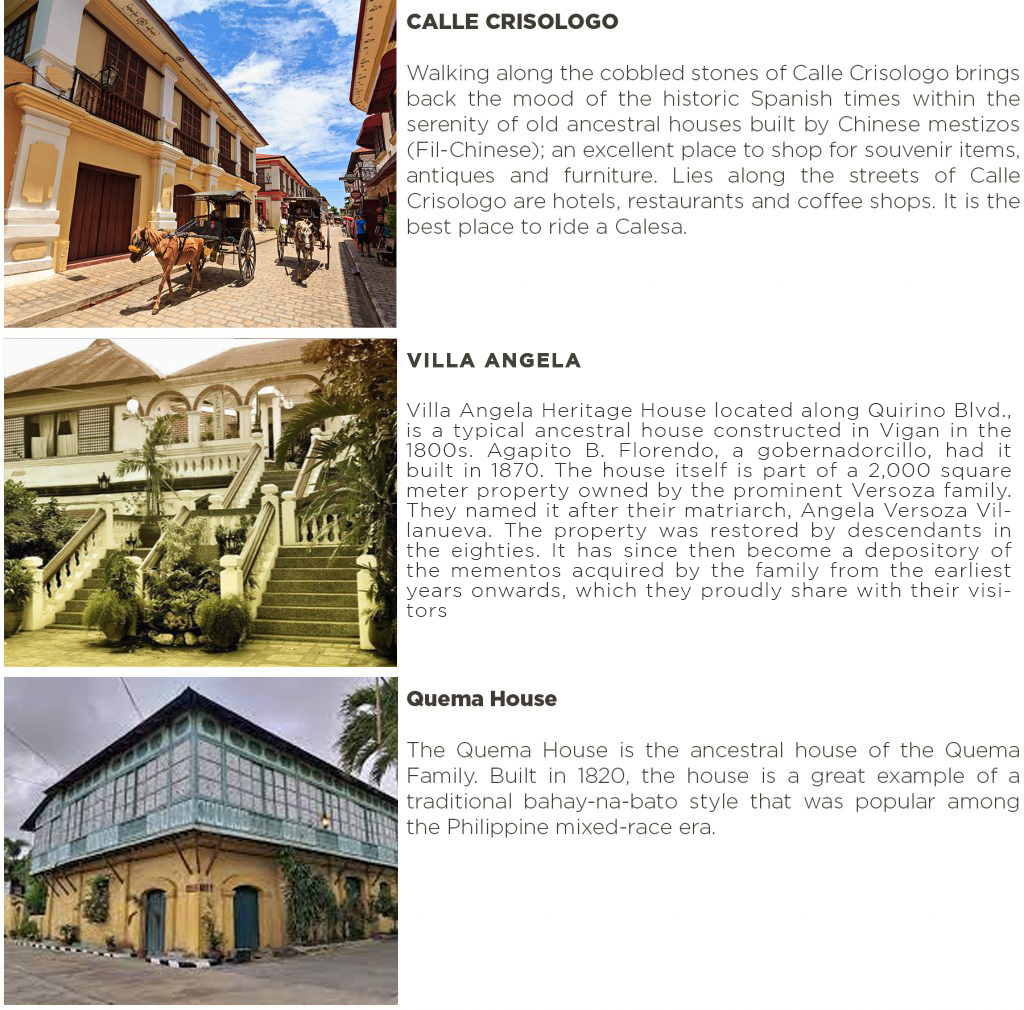 CALLE CRISOLOGO
Walking along the cobbled stones of Calle Crisologo brings
back the mood of the historic Spanish times within the
serenity of old ancestral houses built by Chinese mestizos
(Fil-Chinese); an excellent place to shop for souvenir items,
antiques and furniture. Lies along the streets of Calle
Crisologo are hotels, restaurants and coffee shops. It is the
best place to ride a Calesa.
VILLA ANGELA
Villa Angela Heritage House located along Quirino Blvd.,
is a typical ancestral house constructed in Vigan in the
1800s. Agapito B. Florendo, a gobernadorcillo, had it
built in 1870. The house itself is part of a 2,000 square
meter property owned by the prominent Versoza family.
They named it after their matriarch, Angela Versoza Vil-
lanueva. The property was restored by descendants in
the eighties. It has since then become a depository of
the mementos acquired by the family from the earliest
years onwards, which they proudly share with their visi-
tors
Quema House
The Quema House is the ancestral house of the Quema
Family. Built in 1820, the house is a great example of a
traditional bahay-na-bato style that was popular among
the Philippine mixed-race era.